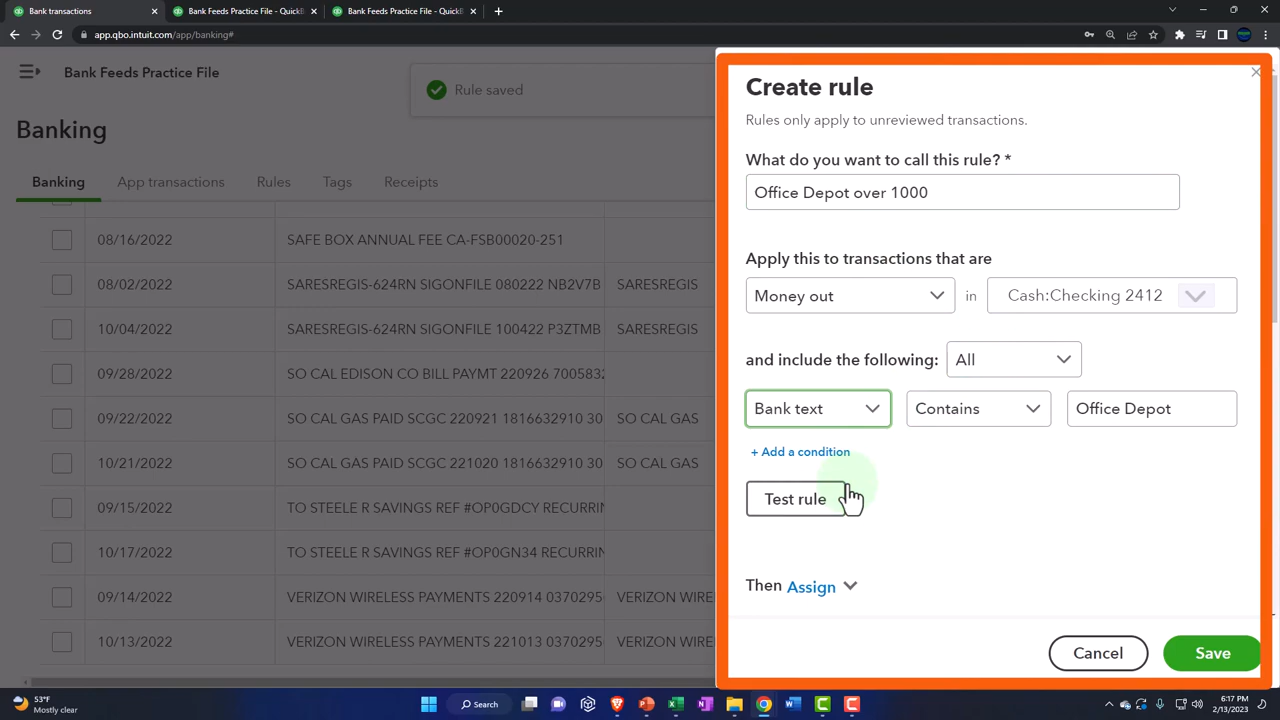 Bank transactions
Bank Feeds Practice File - QuickB
Bank Feeds Practice File - QuickB
app.qbo.intuit.com/app/banking#
Bank Feeds Practice File
Rule saved
Banking
Banking App transactions Rules Tags Receipts
08/16/2022 SAFE BOX ANNUAL FEE CA-FSB00020-251
08/02/2022 SARESREGIS-624RN SIGONFILE 080222 NB2V7B SARESREGIS
10/04/2022 SARESREGIS-624RN SIGONFILE 100422 P3ZTMB SARESREGIS
09/28/2022 SO CAL EDISON CO BILL PAYMT 220926 7005832
09/22/2022 SO CAL GAS PAID SCGC 220921 1816632910 30 SO CAL GAS
10/21/2022 SO CAL GAS PAID SCGC 221020 1816632910 30 SO CAL GAS
09/15/2022 TO STEELE R SAVINGS REF #OP0GDCY RECURRIN
10/17/2022 TO STEELE R SAVINGS REF #OP0GN34 RECURRIN
09/14/2022 VERIZON WIRELESS PAYMENTS 220914 03702956 VERIZON WIRELESS
10/13/2022 VERIZON WIRELESS PAYMENTS 221013 03702956 VERIZON WIRELESS
Create rule
Rules only apply to unreviewed transactions.
What do you want to call this rule? *
Office Depot over 1000
Apply this to transactions that are
Money out in Cash:Checking 2412
and include the following: All
Bank text Contains Office Depot
+ Add a condition
Test rule
Then Assign
Cancel Save
53°F
Mostly clear
Search
6:17 PM
2/13/2023